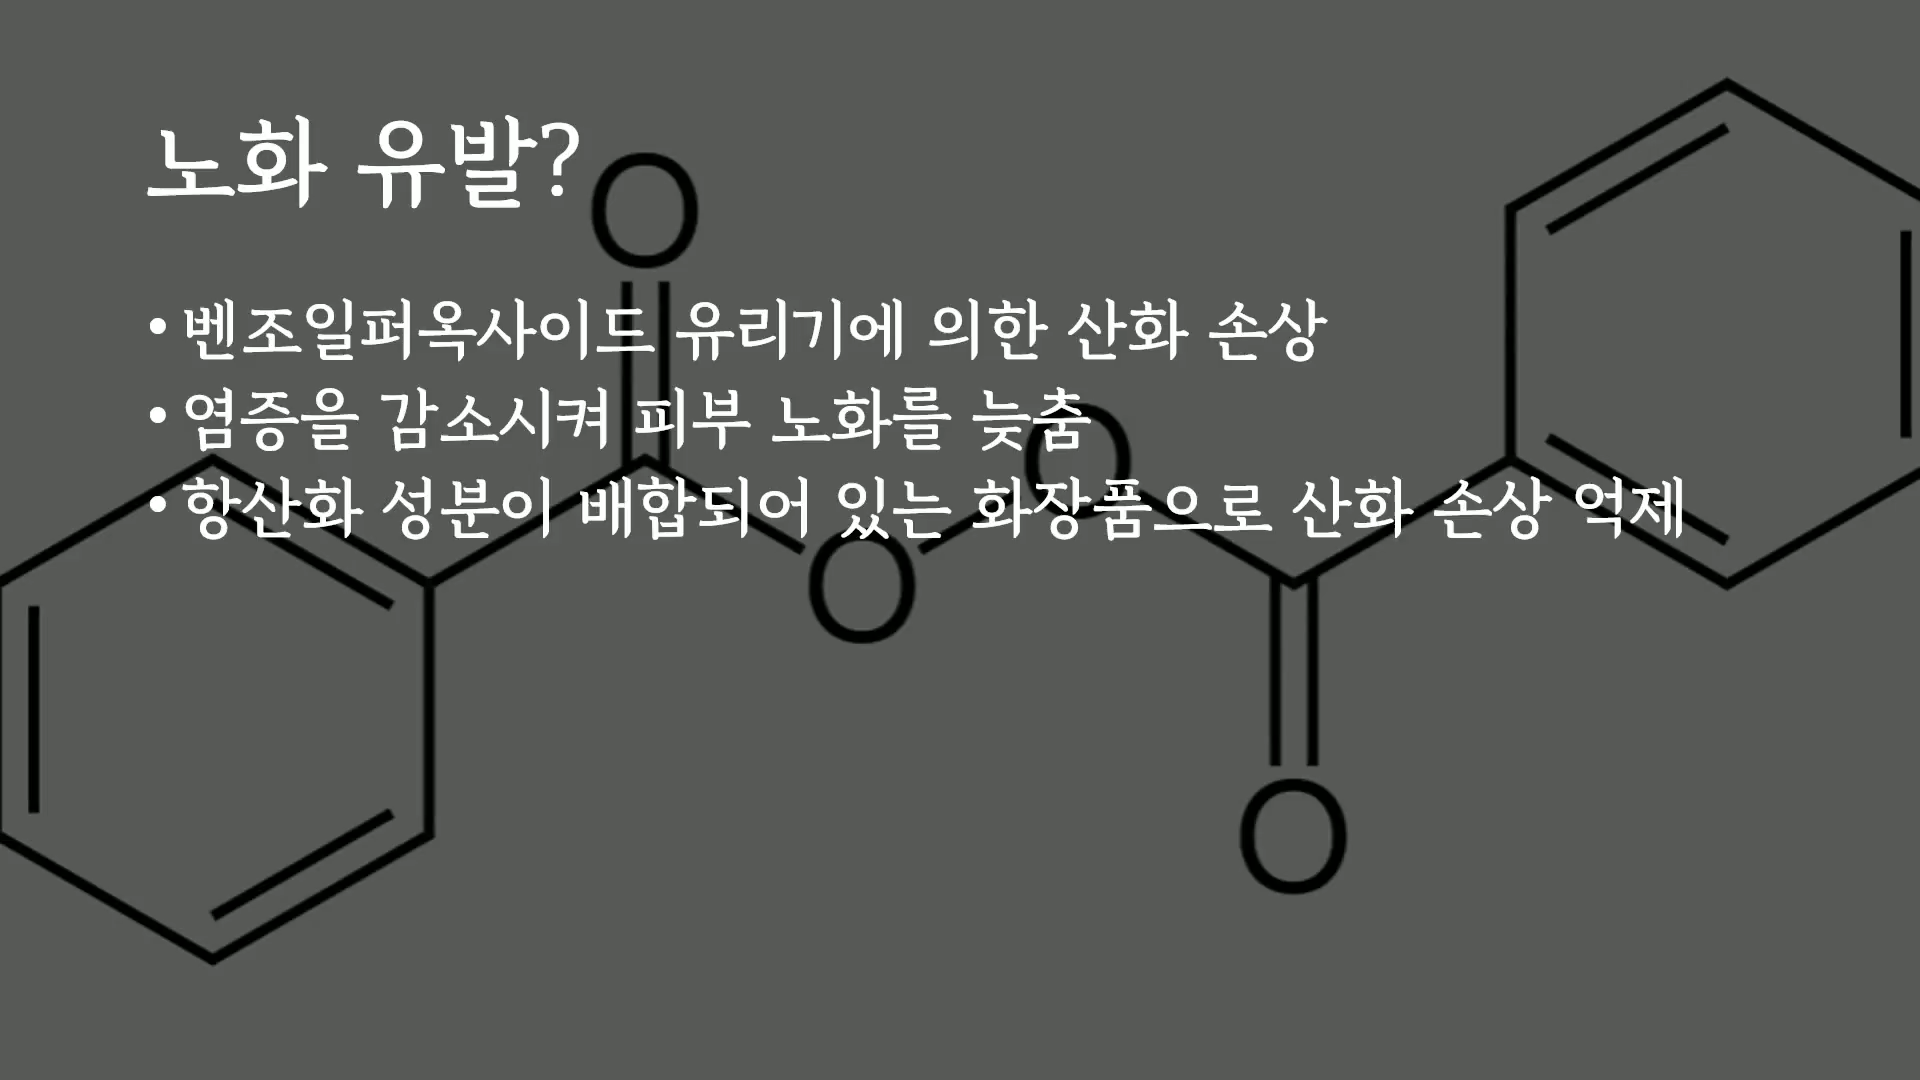 노화 유발?
• 벤조일퍼옥사이드 유리기에 의한 산화 손상
• 염증을 감소시켜 피부 노화를 늦춤
• 항산화 성분이 배합되어 있는 화장품으로 산화 손상 억제
O
O
O
O